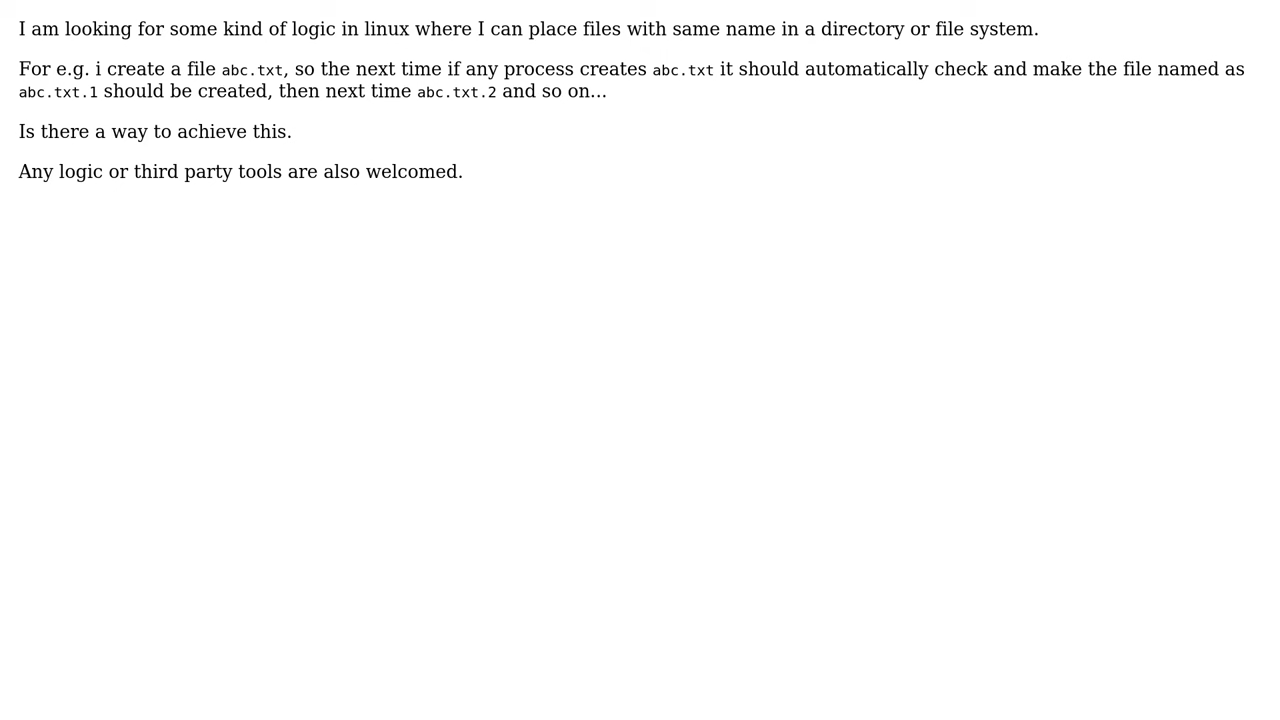 I am looking for some kind of logic in linux where I can place files with same name in a directory or file system.
For e.g. i create a file abc.txt, so the next time if any process creates abc.txt it should automatically check and make the file named as
abc.txt.1 should be created, then next time abc.txt.2 and so on...
Is there a way to achieve this.
Any logic or third party tools are also welcomed.